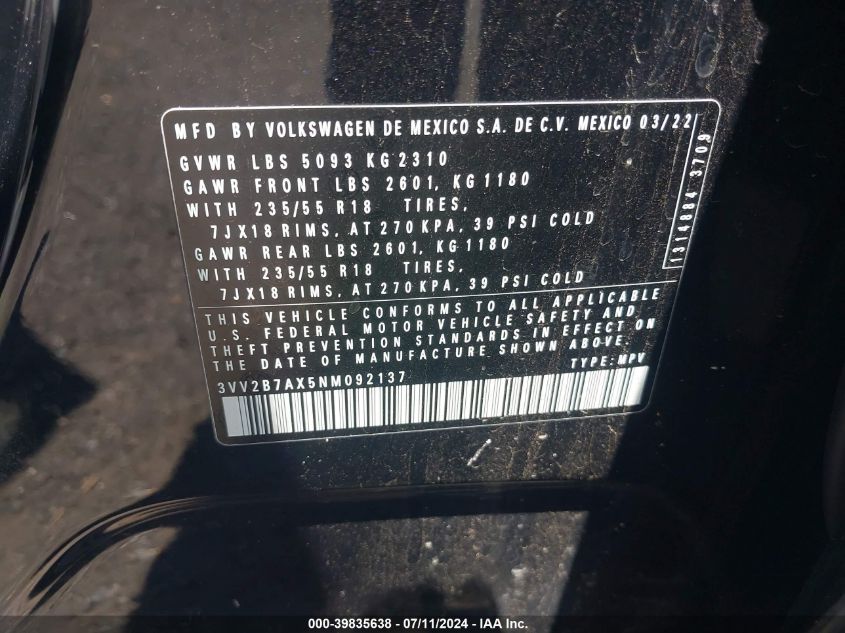 MFD BY VOLKSWAGEN DE MEXICO S.A. DE C.V. MEXICO 03/22
GVWR LBS 5093 KG 2310
GAWR FRONT LBS 2601, KG 1180
WITH 235/55 R18 TIRES,
7JX18 RIMS, AT 270 KPA, 39 PSI COLD
GAWR REAR LBS 2601, KG 1180
WITH 235/55 R18 TIRES,
7JX18 RIMS, AT 270 KPA, 39 PSI COLD
1314884 3709
THIS VEHICLE CONFORMS TO ALL APPLICABLE
U.S. FEDERAL MOTOR VEHICLE SAFETY AND
THEFT PREVENTION STANDARDS IN EFFECT ON
THE DATE OF MANUFACTURE SHOWN ABOVE.
3VV2B7AX5NM092137 TYPE: MPV
000-39835638 - 07/11/2024 - IAA Inc.